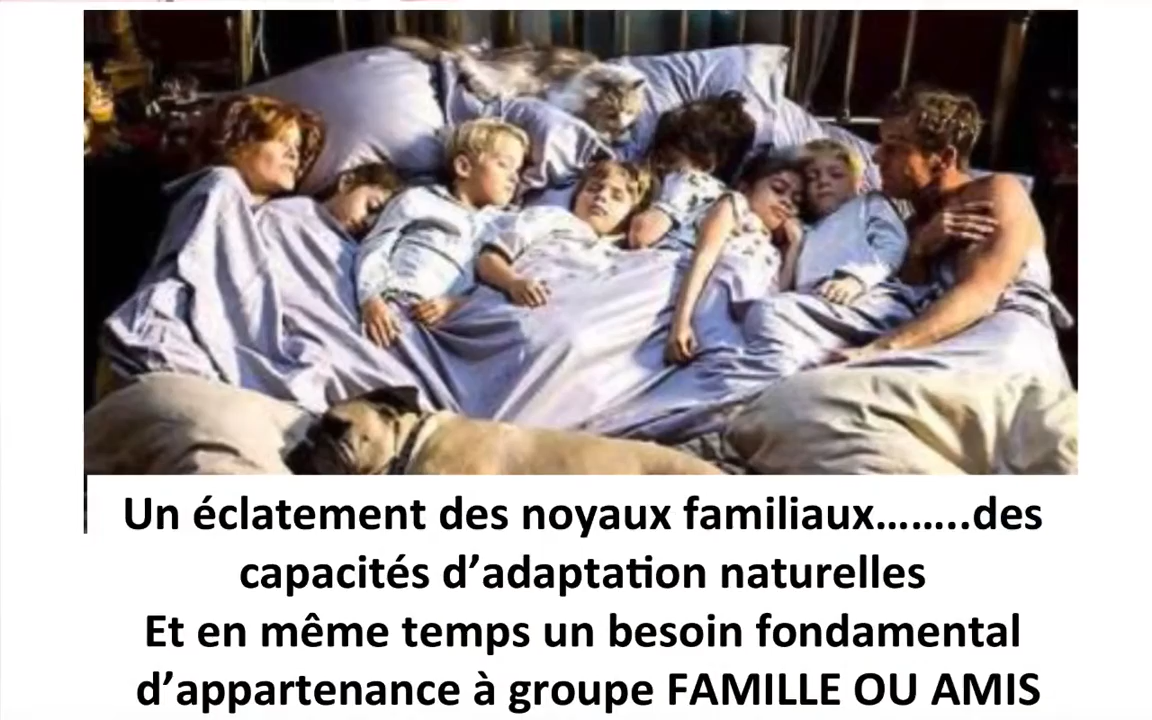 Un éclatement des noyaux familiaux……..des
capacités d’adaptation naturelles
Et en même temps un besoin fondamental
d’appartenance à groupe FAMILLE OU AMIS